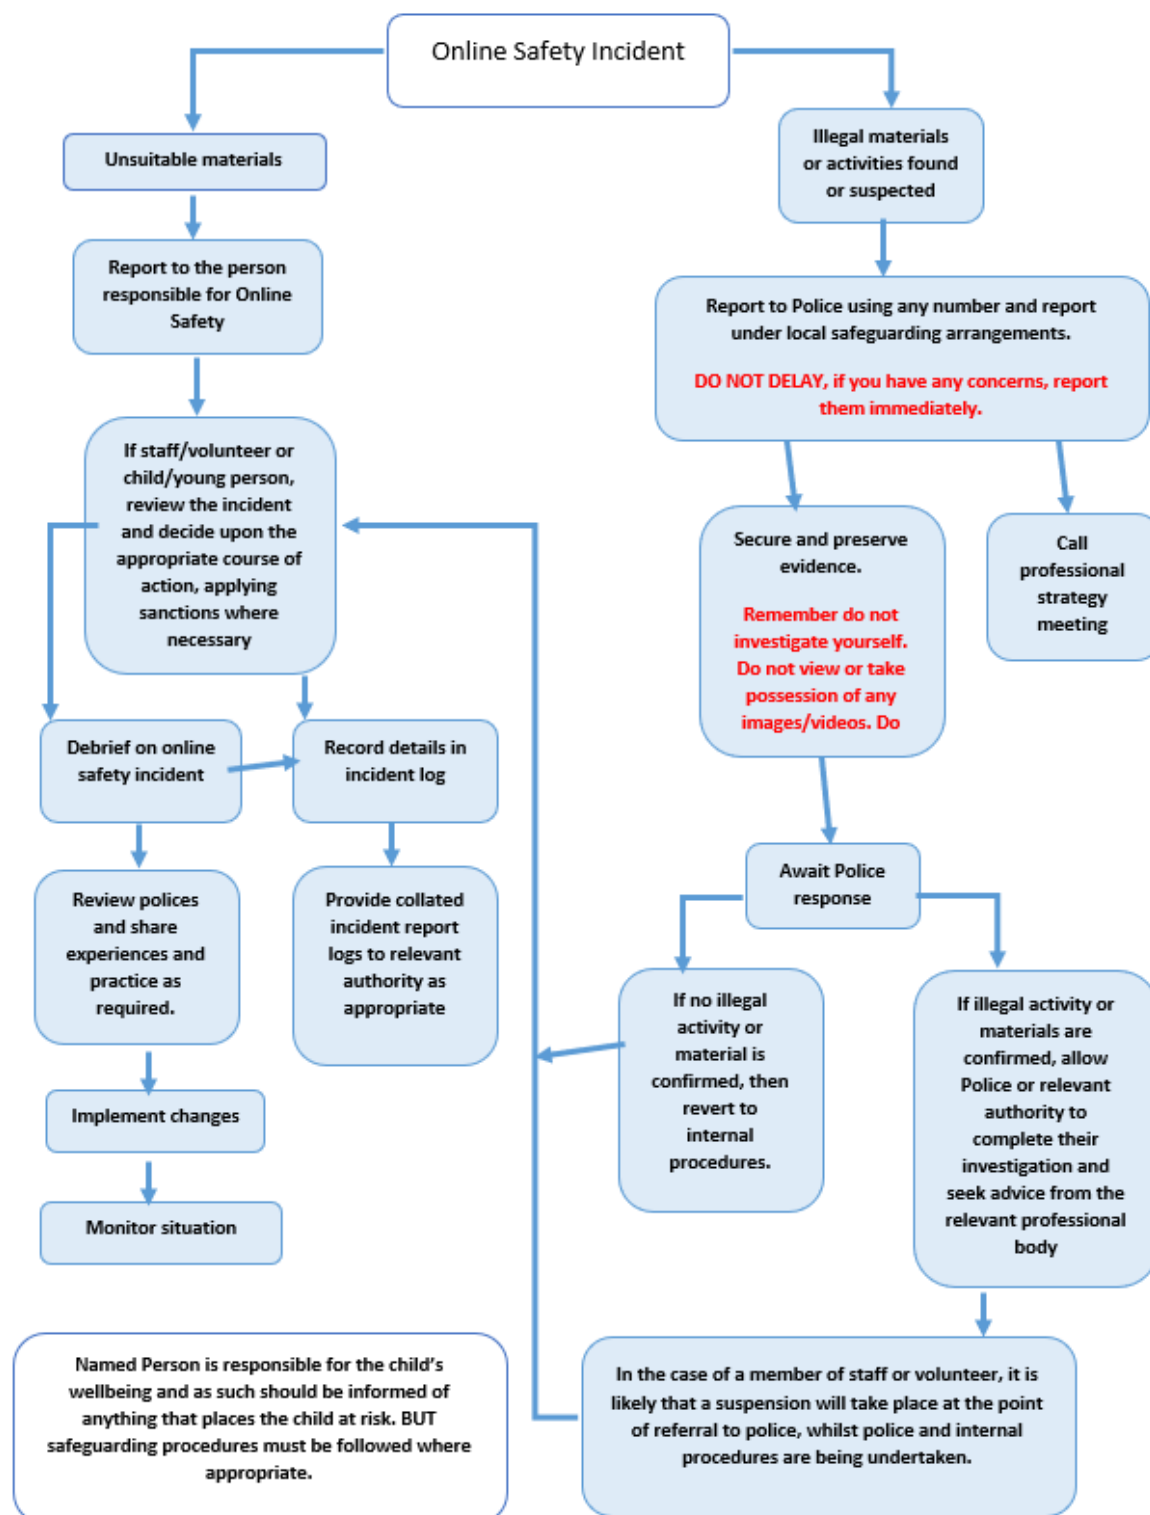 Online Safety Incident
Unsuitable materials
Illegal materials
or activities found
or suspected
Report to the person
responsible for Online
Safety
Report to Police using any number and report
under local safeguarding arrangements.
DO NOT DELAY, if you have any concerns, report
them immediately.
If staff/volunteer or
child/young person,
review the incident
and decide upon the
appropriate course of
action, applying
sanctions where
necessary
Secure and preserve
evidence.
Remember do not
investigate yourself.
Do not view or take
possession of any
images/videos. Do
Call
professional
strategy
meeting
Debrief on online
safety incident
Record details in
incident log
Await Police
response
Review polices
and share
experiences and
practice as
required.
Provide collated
incident report
logs to relevant
authority as
appropriate
If no illegal
activity or
material is
confirmed, then
revert to
internal
procedures.
If illegal activity or
materials are
confirmed, allow
Police or relevant
authority to
complete their
investigation and
seek advice from the
relevant professional
body
Implement changes
Monitor situation
Named Person is responsible for the child’s
wellbeing and as such should be informed of
anything that places the child at risk. BUT
safeguarding procedures must be followed where
appropriate.
In the case of a member of staff or volunteer, it is
likely that a suspension will take place at the point
of referral to police, whilst police and internal
procedures are being undertaken.